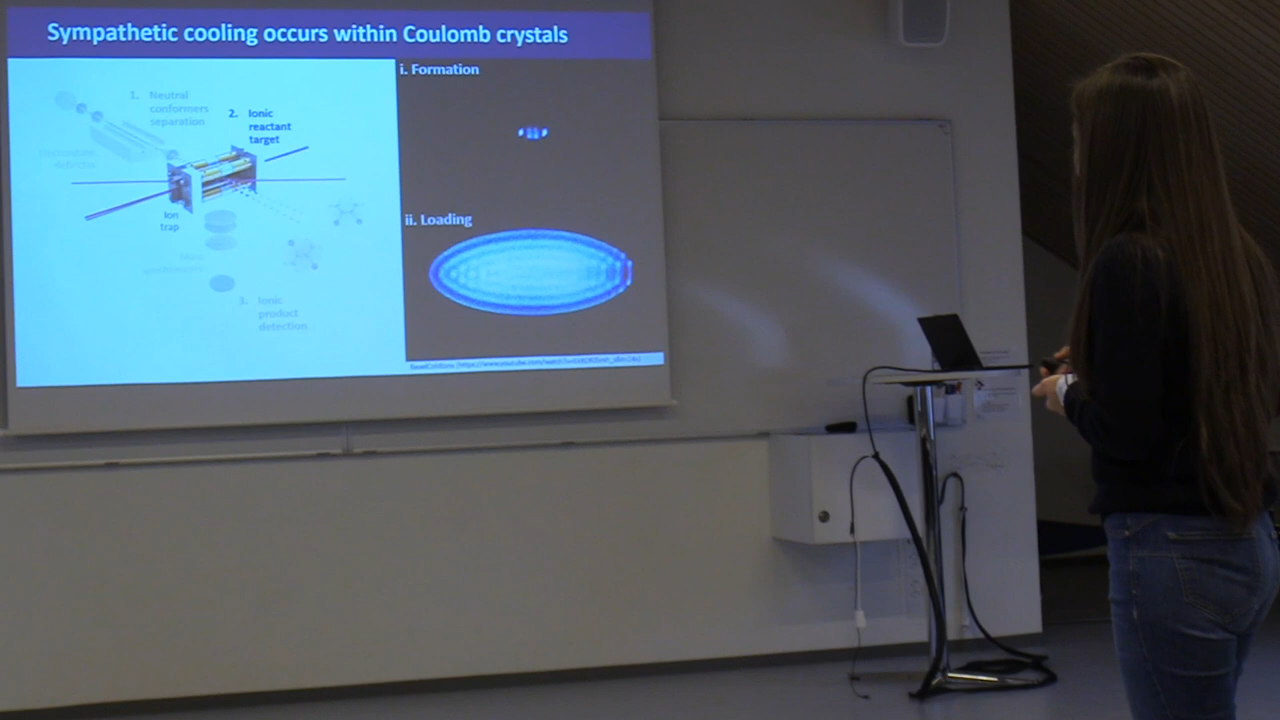 Sympathetic cooling occurs within Coulomb crystals
i. Formation
1. Neutral
conformers
separation
2. Ionic
reactant
target
Ion
trap
ii. Loading
3. Ionic
product
detection